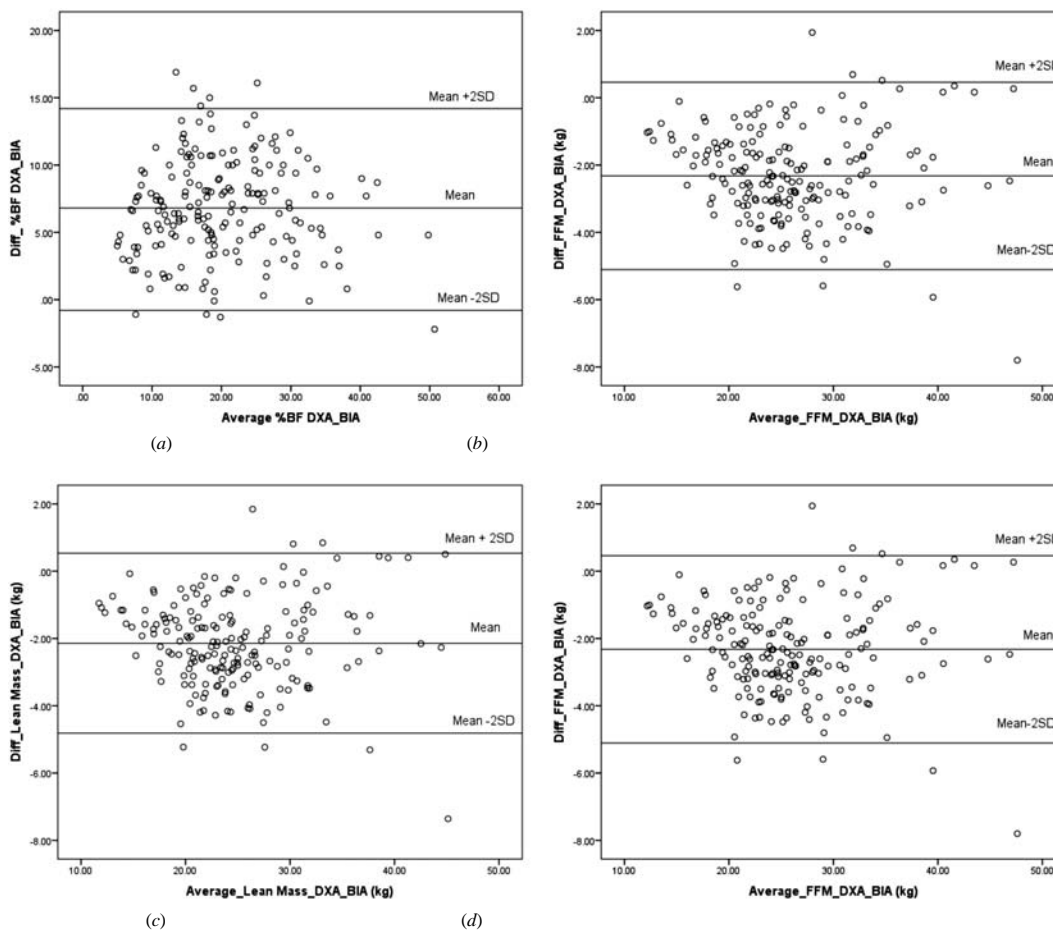 20.00
15.00
10.00
5.00
.00
-5.00
Diff_ %BF DXA_BIA
Mean +2SD
Mean
Mean -2SD
.00 10.00 20.00 30.00 40.00 50.00 60.00
Average %BF DXA_BIA
(a)
2.00
.00
-2.00
-4.00
-6.00
-8.00
Diff_FFM_DXA_BIA (kg)
Mean +2SD
Mean
Mean-2SD
10.00 20.00 30.00 40.00 50.00
Average_FFM_DXA_BIA (kg)
(b)
2.00
.00
-2.00
-4.00
-6.00
-8.00
Diff_Lean Mass_DXA_BIA (kg)
Mean + 2SD
Mean
Mean -2SD
10.00 20.00 30.00 40.00 50.00
Average_Lean Mass_DXA_BIA (kg)
(c)
2.00
.00
-2.00
-4.00
-6.00
-8.00
Diff_FFM_DXA_BIA (kg)
Mean +2SD
Mean
Mean-2SD
10.00 20.00 30.00 40.00 50.00
Average_FFM_DXA_BIA (kg)
(d)